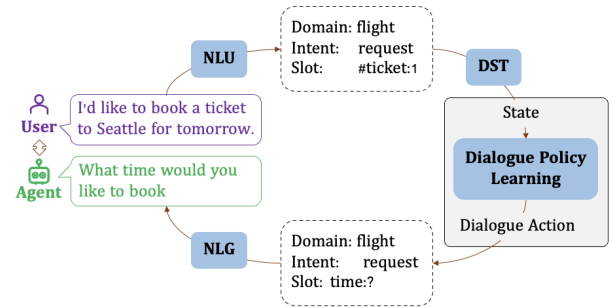 Domain: flight
Intent: request
Slot: #ticket:1
NLU
DST
User
I'd like to book a ticket
to Seattle for tomorrow.
State
Dialogue Policy
Learning
Dialogue Action
Agent
What time would you
like to book
NLG
Domain: flight
Intent: request
Slot: time:?